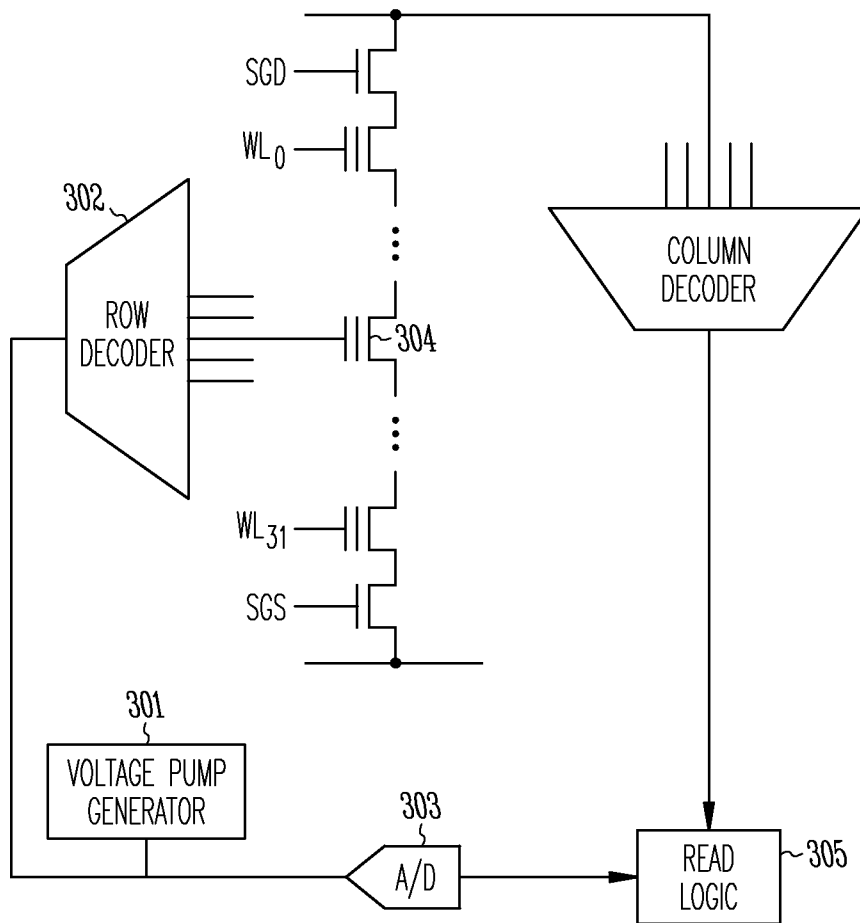 SGD
WL0
302
COLUMN
DECODER
ROW
DECODER
304
WL31
SGS
301
VOLTAGE PUMP
GENERATOR
303
A/D
READ
LOGIC
305